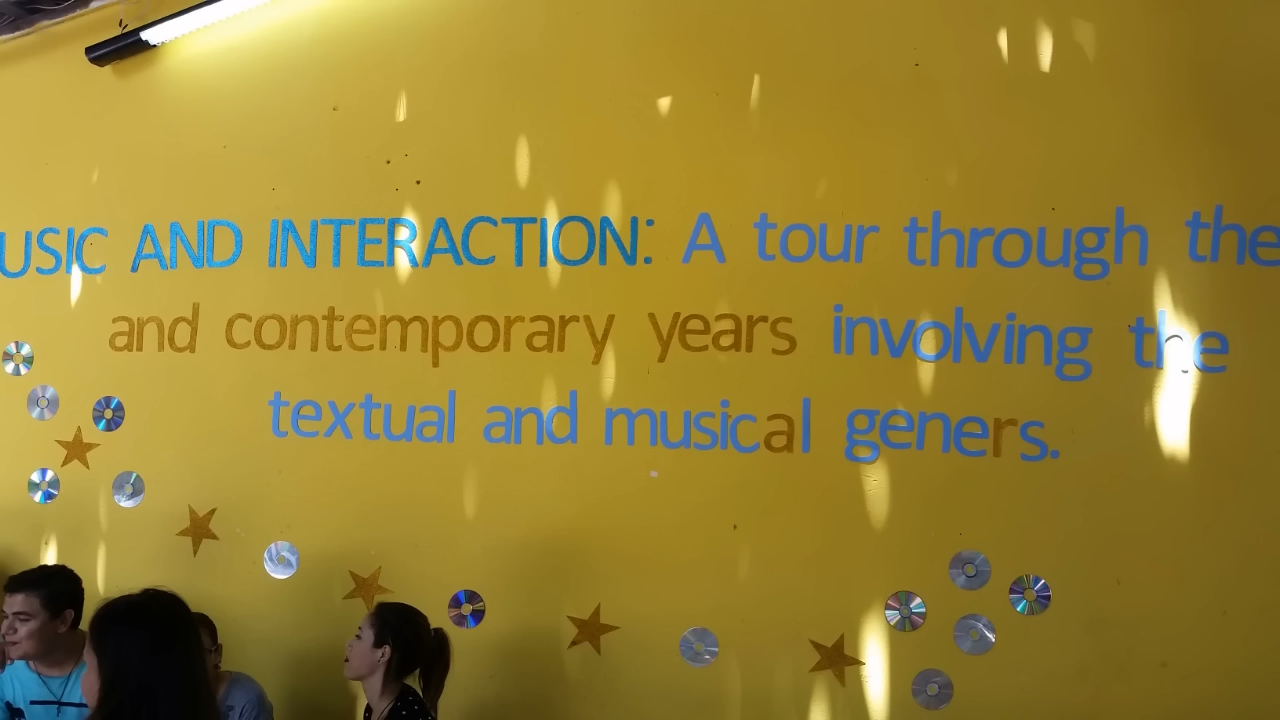 USIC AND INTERACTION: A tour through the
and contemporary years involving the
textual and musical geners.